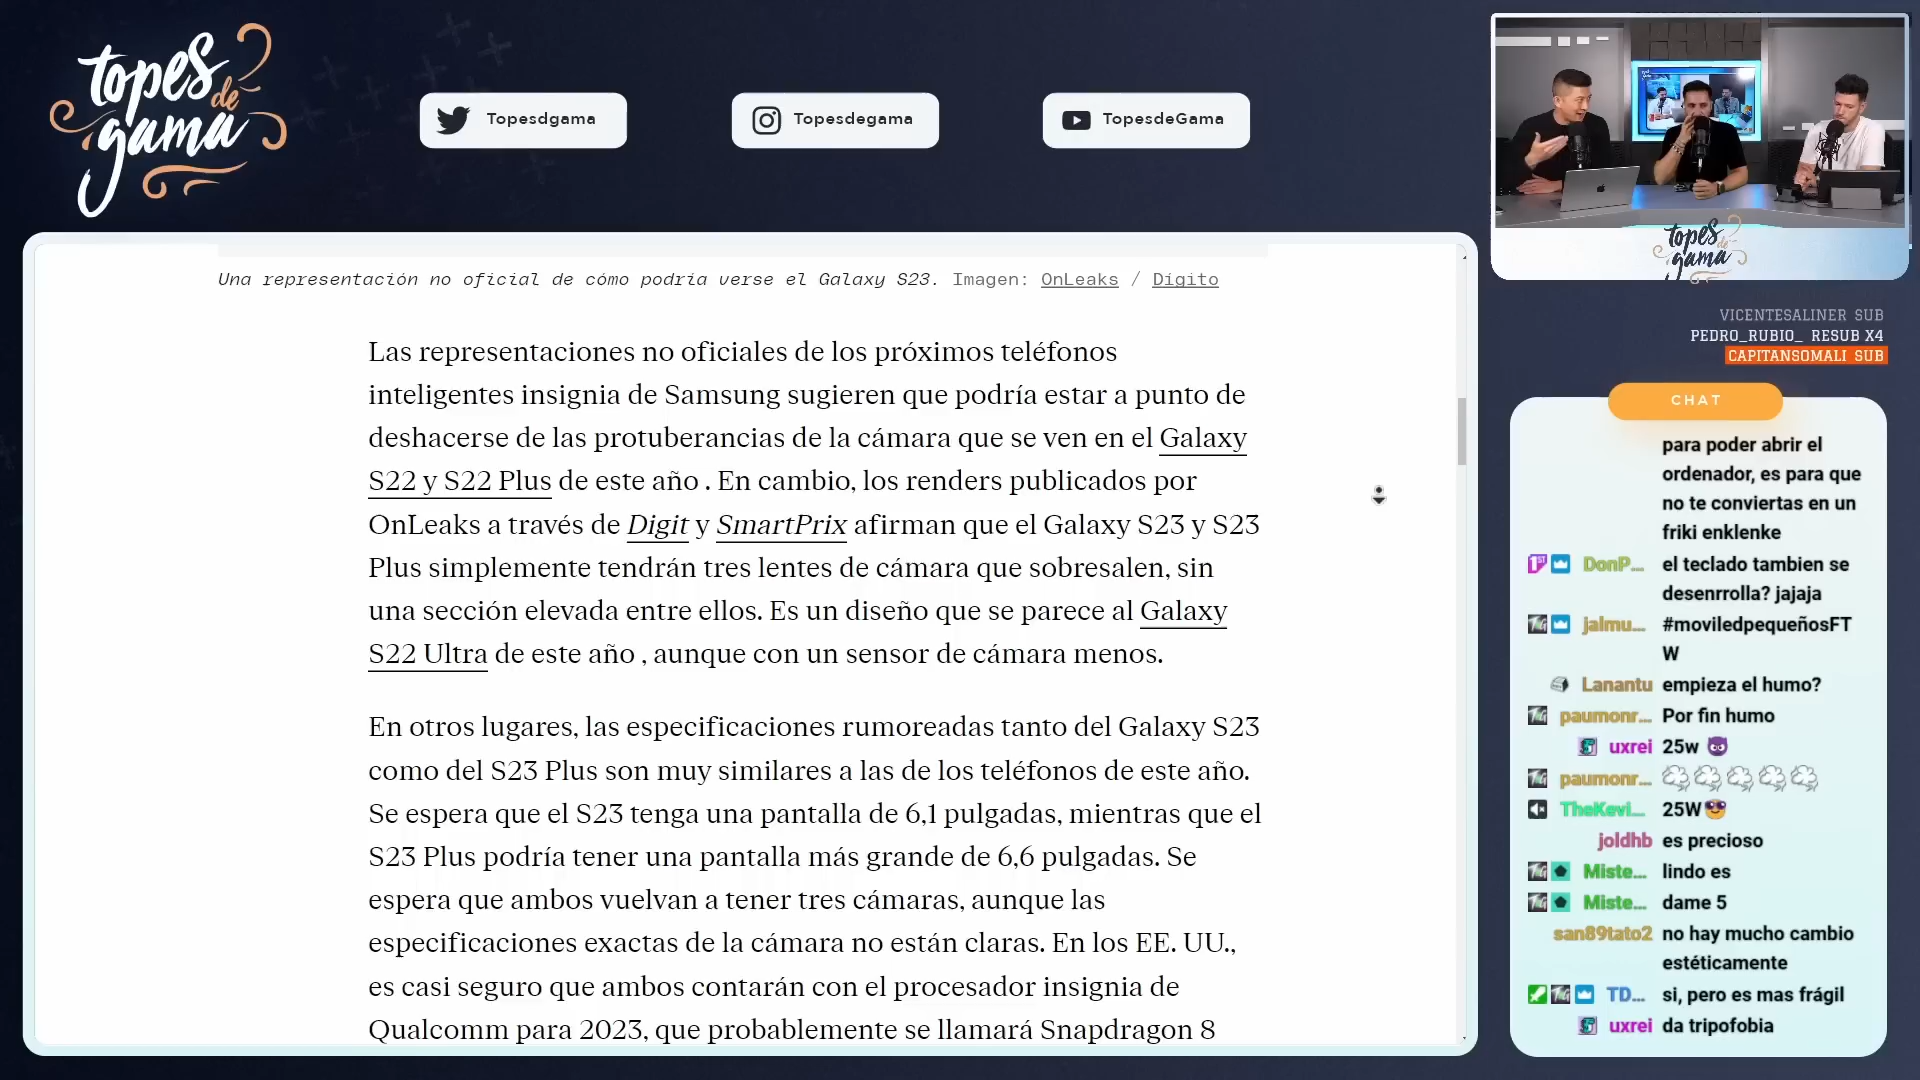 topes de gama
Topesdgama
Topesdegama
TopesdeGama
topes de gama
VICENTESALINER SUB
PEDRO_RUBIO_ RESUB X4
CAPITANSOMALI SUB
Una representación no oficial de cómo podría verse el Galaxy S23. Imagen: OnLeaks / Dígito
Las representaciones no oficiales de los próximos teléfonos
inteligentes insignia de Samsung sugieren que podría estar a punto de
deshacerse de las protuberancias de la cámara que se ven en el Galaxy
S22 y S22 Plus de este año . En cambio, los renders publicados por
OnLeaks a través de Digit y SmartPrix afirman que el Galaxy S23 y S23
Plus simplemente tendrán tres lentes de cámara que sobresalen, sin
una sección elevada entre ellos. Es un diseño que se parece al Galaxy
S22 Ultra de este año , aunque con un sensor de cámara menos.
En otros lugares, las especificaciones rumoreadas tanto del Galaxy S23
como del S23 Plus son muy similares a las de los teléfonos de este año.
Se espera que el S23 tenga una pantalla de 6,1 pulgadas, mientras que el
S23 Plus podría tener una pantalla más grande de 6,6 pulgadas. Se
espera que ambos vuelvan a tener tres cámaras, aunque las
especificaciones exactas de la cámara no están claras. En los EE. UU.,
es casi seguro que ambos contarán con el procesador insignia de
Qualcomm para 2023, que probablemente se llamará Snapdragon 8
CHAT
para poder abrir el
ordenador, es para que
no te conviertas en un
friki enklenke
DonP... el teclado tambien se
desenrrolla? jajaja
jalmu... #moviledpequeñosFT
W
Lanantu empieza el humo?
paumonr... Por fin humo
uxrei 25w 😈
paumonr... 
TheKevi... 25W😎
joldhb es precioso
Miste... lindo es
Miste... dame 5
san89tato2 no hay mucho cambio
estéticamente
TD... si, pero es mas frágil
uxrei da tripofobia